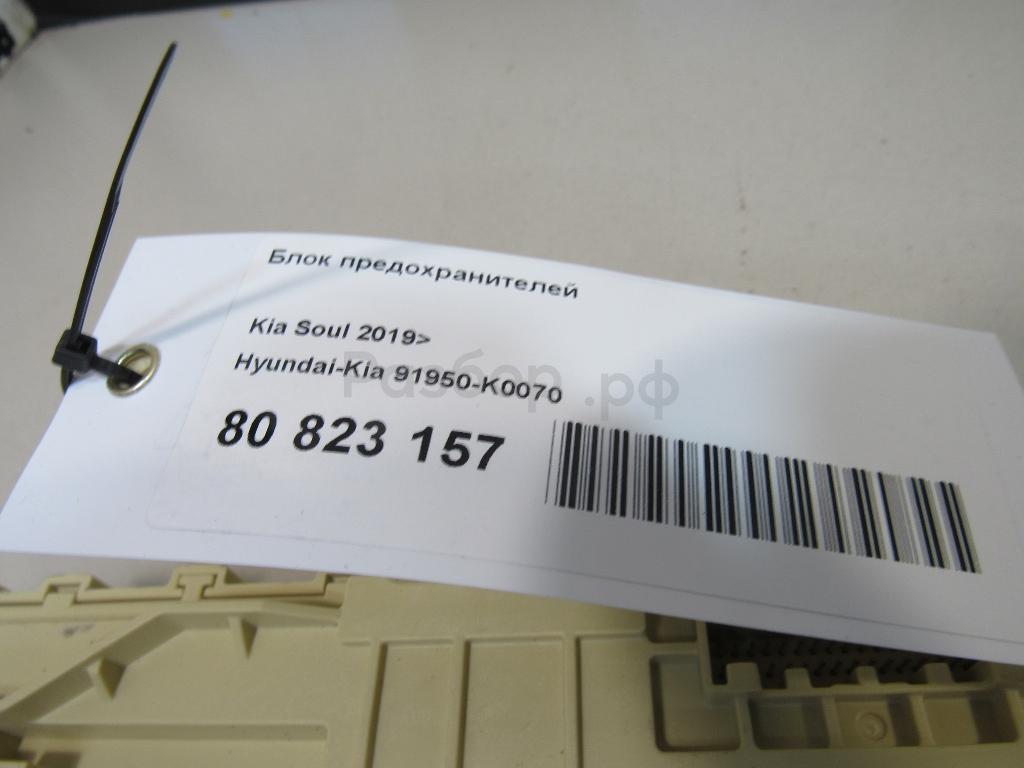 Блок предохранителей
Kia Soul 2019>
Hyundai-Kia 91950-K0070
Разбор.рф
80 823 157